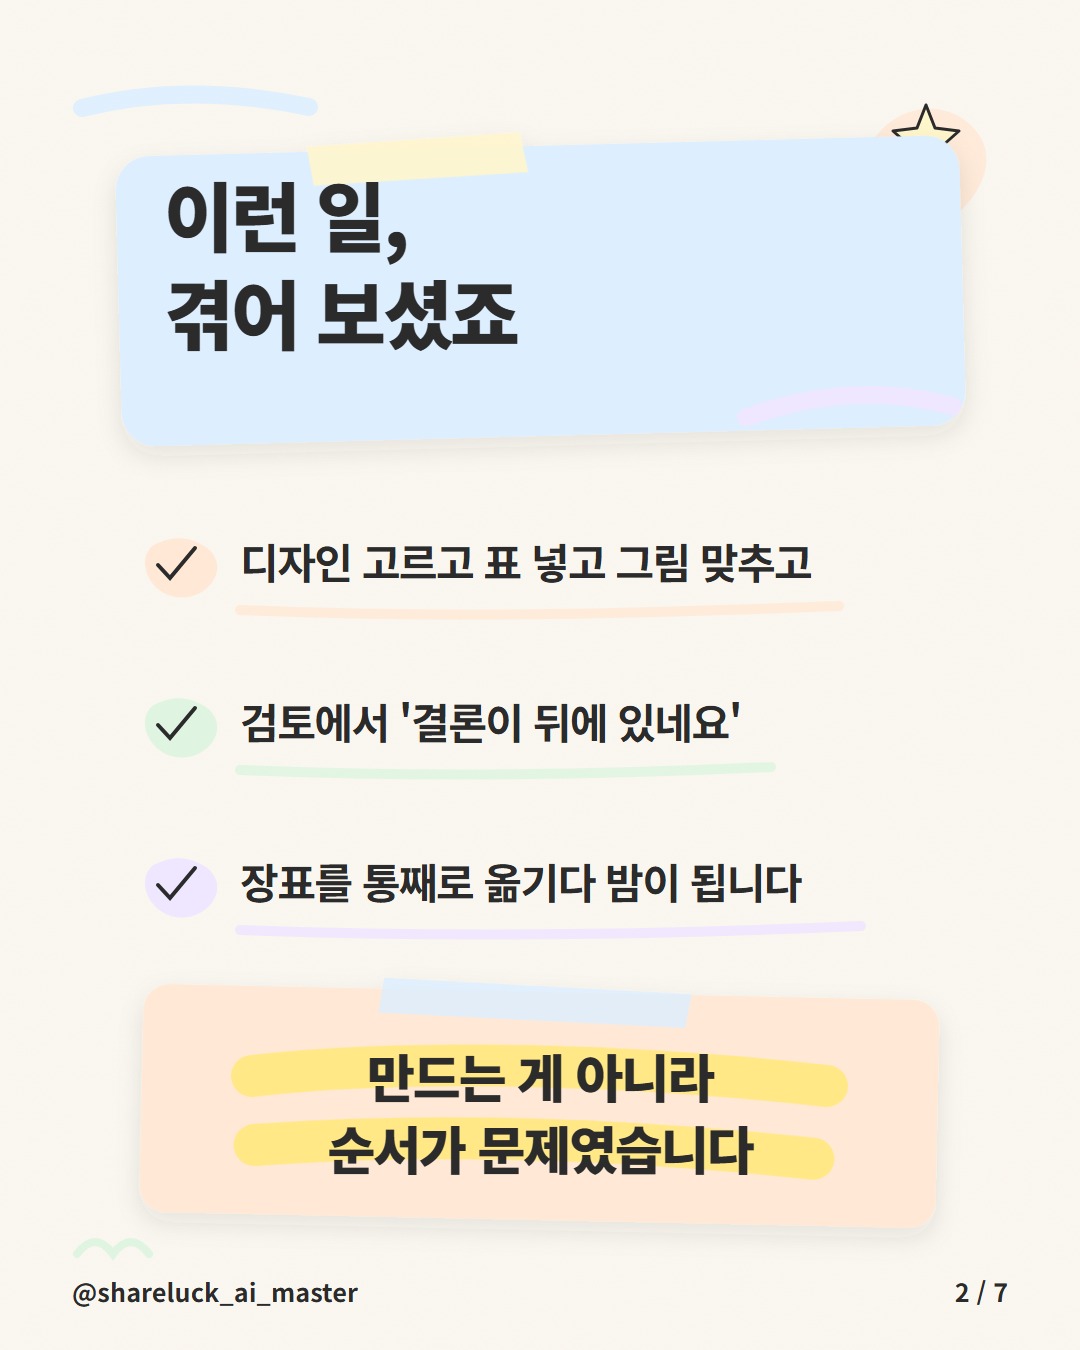 이런 일,
겪어 보셨죠
디자인 고르고 표 넣고 그림 맞추고
검토에서 '결론이 뒤에 있네요'
장표를 통째로 옮기다 밤이 됩니다
만드는 게 아니라
순서가 문제였습니다
@shareluck_ai_master
2 / 7